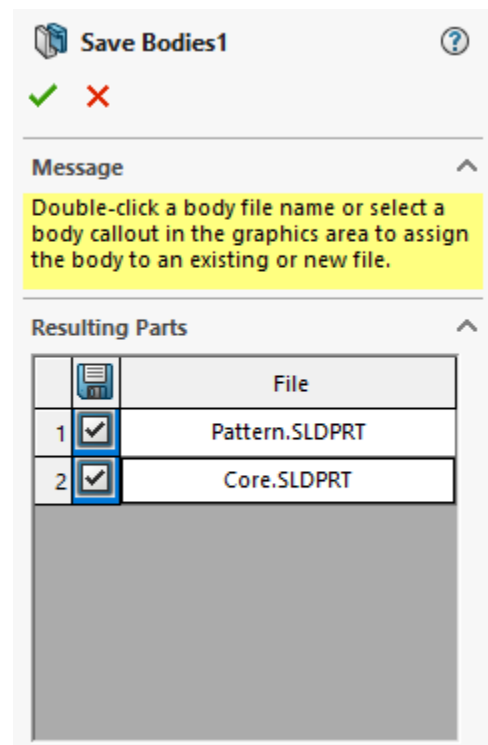 Save Bodies1
?
Message
Double-click a body file name or select a
body callout in the graphics area to assign
the body to an existing or new file.
Resulting Parts
File
1 Pattern.SLDPRT
2 Core.SLDPRT